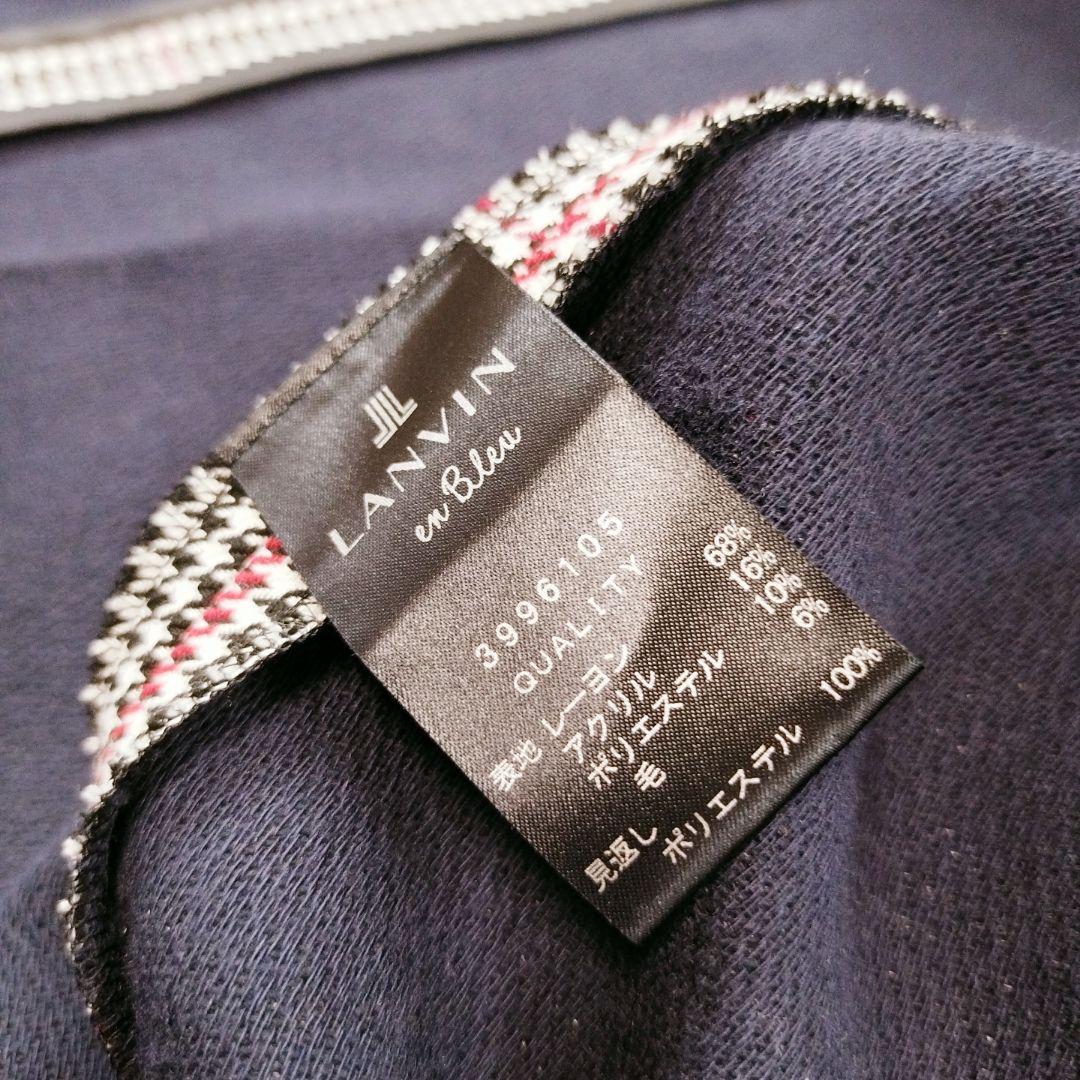 LANVIN
en Bleu
3996105
QUALITY
表地 レーヨン 68%
アクリル 16%
ポリエステル 10%
毛 6%
見返し ポリエステル 100%